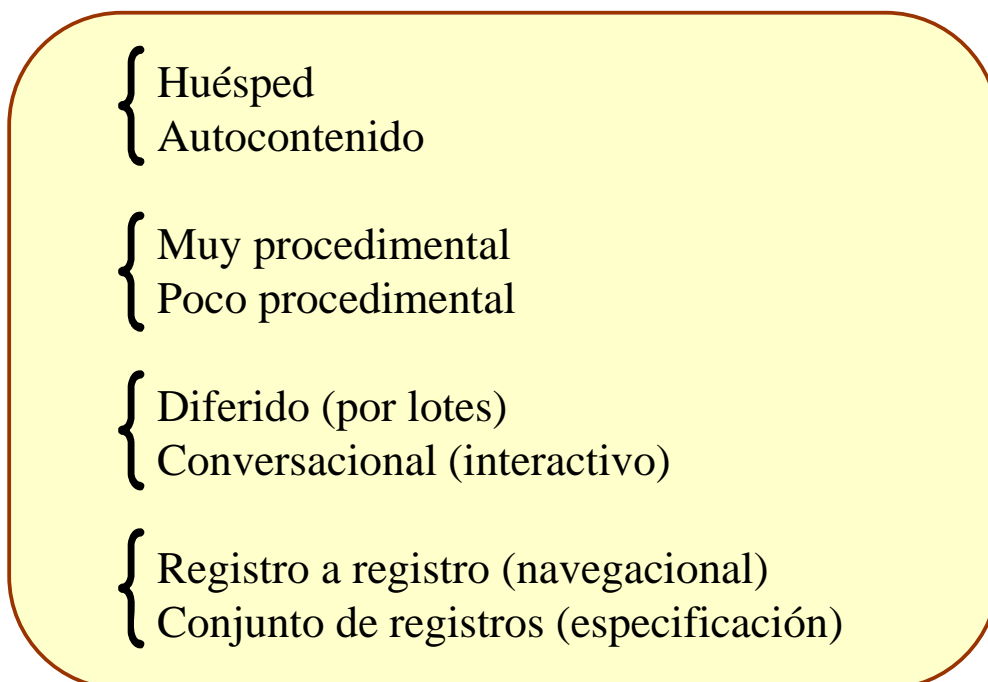 Huésped
Autocontenido
Muy procedimental
Poco procedimental
Diferido (por lotes)
Conversacional (interactivo)
Registro a registro (navegacional)
Conjunto de registros (especificación)